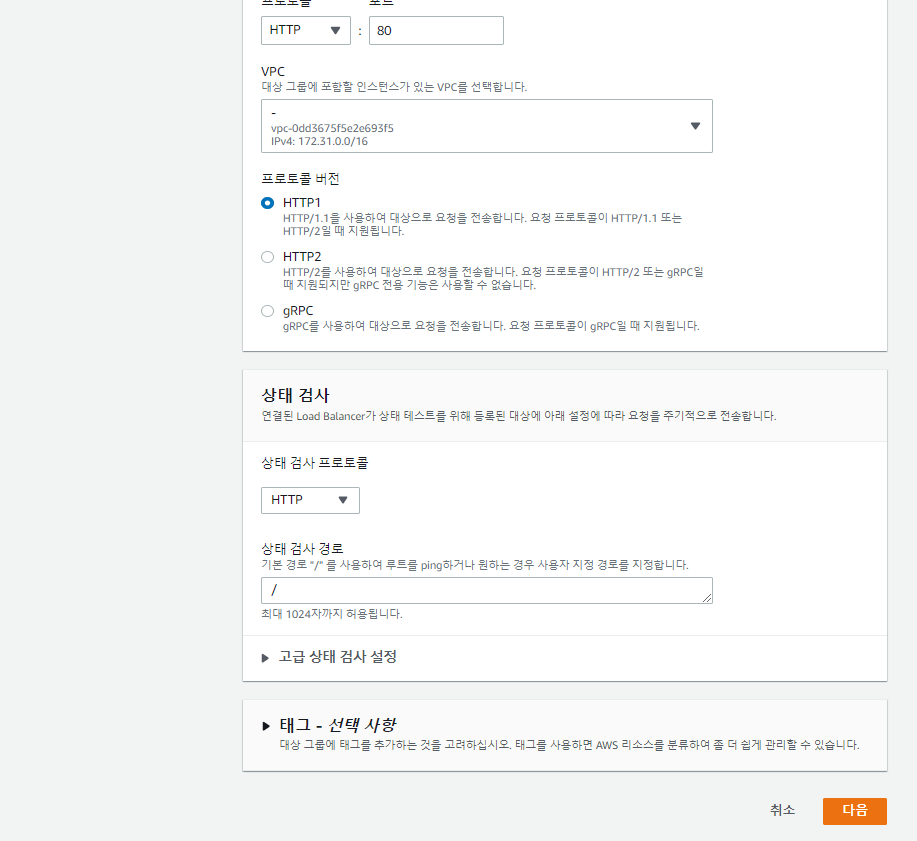 프로토콜 포트
HTTP : 80
VPC
대상 그룹에 포함할 인스턴스가 있는 VPC를 선택합니다.
-
vpc-0dd3675f5e2e693f5
IPv4: 172.31.0.0/16
프로토콜 버전
HTTP1
HTTP/1.1을 사용하여 대상으로 요청을 전송합니다. 요청 프로토콜이 HTTP/1.1 또는
HTTP/2일 때 지원됩니다.
HTTP2
HTTP/2를 사용하여 대상으로 요청을 전송합니다. 요청 프로토콜이 HTTP/2 또는 gRPC일
때 지원되지만 gRPC 전용 기능은 사용할 수 없습니다.
gRPC
gRPC를 사용하여 대상으로 요청을 전송합니다. 요청 프로토콜이 gRPC일 때 지원됩니다.
상태 검사
연결된 Load Balancer가 상태 테스트를 위해 등록된 대상에 아래 설정에 따라 요청을 주기적으로 전송합니다.
상태 검사 프로토콜
HTTP
상태 검사 경로
기본 경로 "/" 를 사용하여 루트를 ping하거나 원하는 경우 사용자 지정 경로를 지정합니다.
/
최대 1024자까지 허용됩니다.
고급 상태 검사 설정
태그 - 선택 사항
대상 그룹에 태그를 추가하는 것을 고려하십시오. 태그를 사용하면 AWS 리소스를 분류하여 좀 더 쉽게 관리할 수 있습니다.
취소 다음